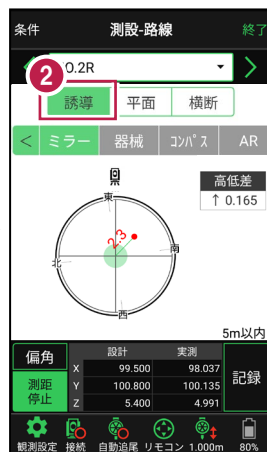 条件 測設-路線 終了
O.2R
2
誘導 平面 横断
< ミラー 器械 コンパス AR
高低差
↑ 0.165
東
2.3
南
北
西
5m以内
偏角 設計 実測
X 99.500 98.037
測距停止 Y 100.800 100.135 記録
Z 5.400 4.991
観測設定 接続 自動追尾 リモコン 1.000m 80%